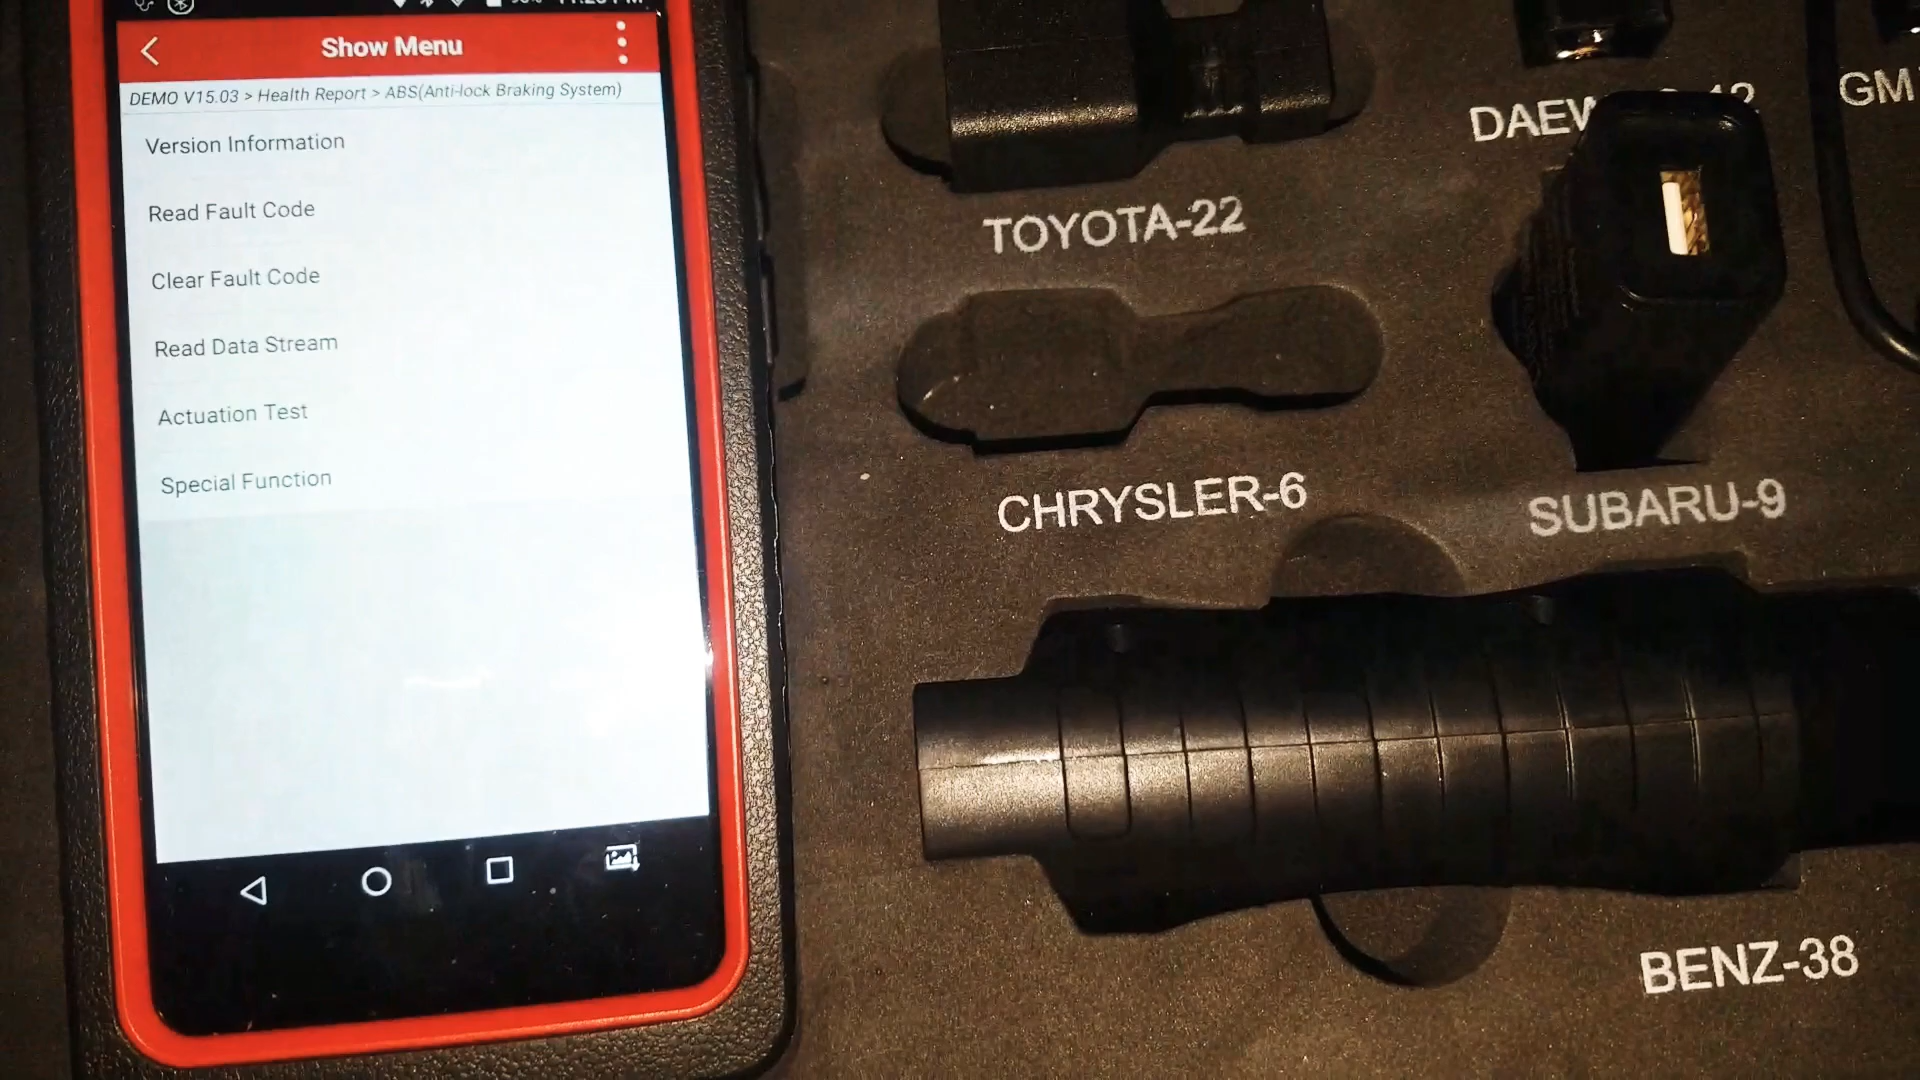 Show Menu
DEMO V15.03 > Health Report > ABS(Anti-lock Braking System)
Version Information
Read Fault Code
Clear Fault Code
Read Data Stream
Actuation Test
Special Function
TOYOTA-22
GM
CHRYSLER-6
SUBARU-9
BENZ-38